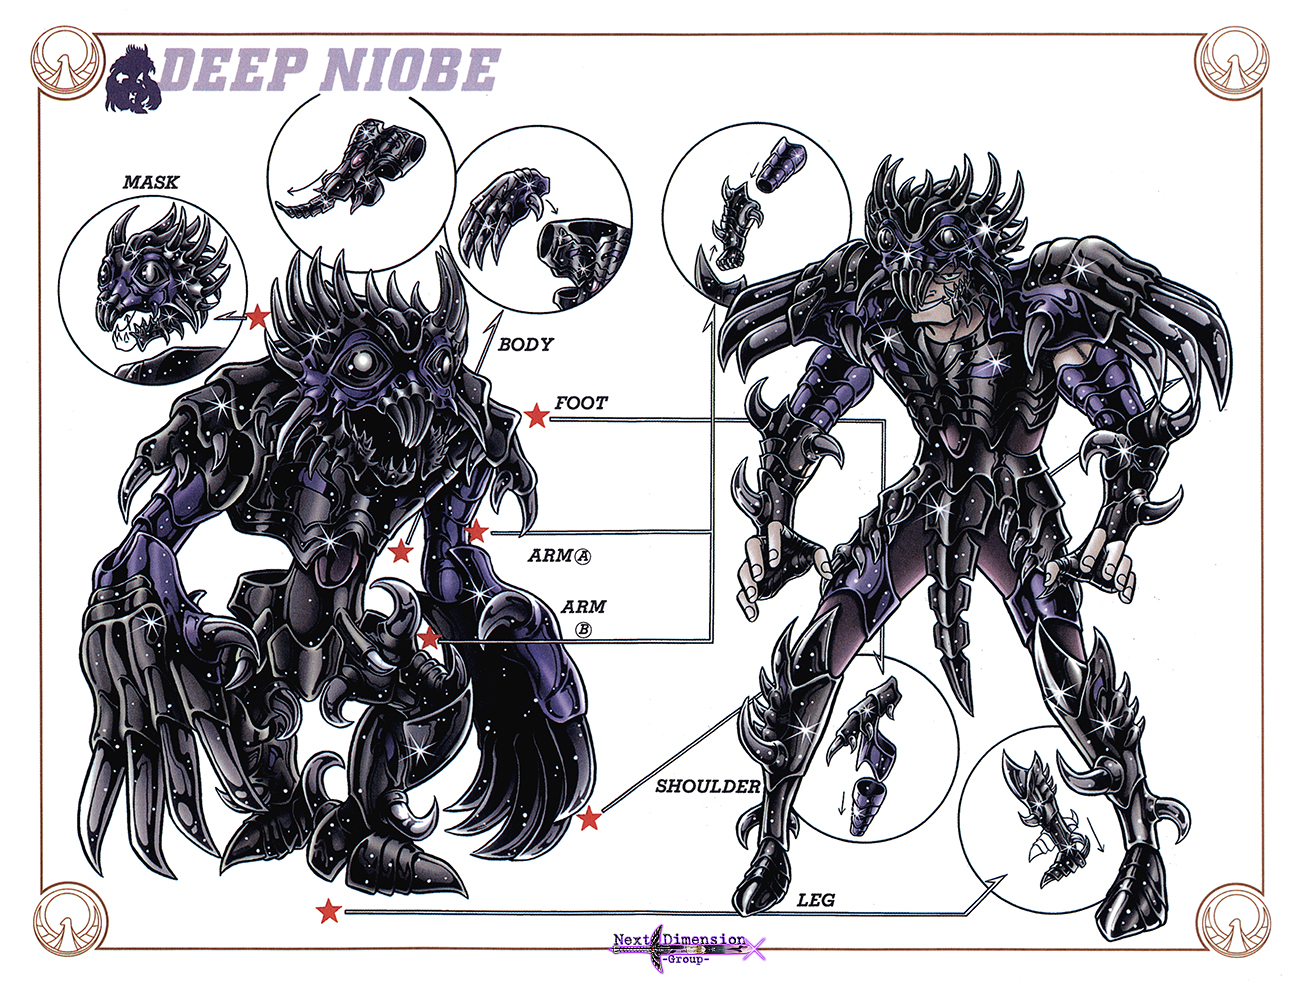 DEEP NIOBE
MASK
BODY
FOOT
ARM Ⓐ
ARM
Ⓑ
SHOULDER
LEG
Next Dimension
-Group-